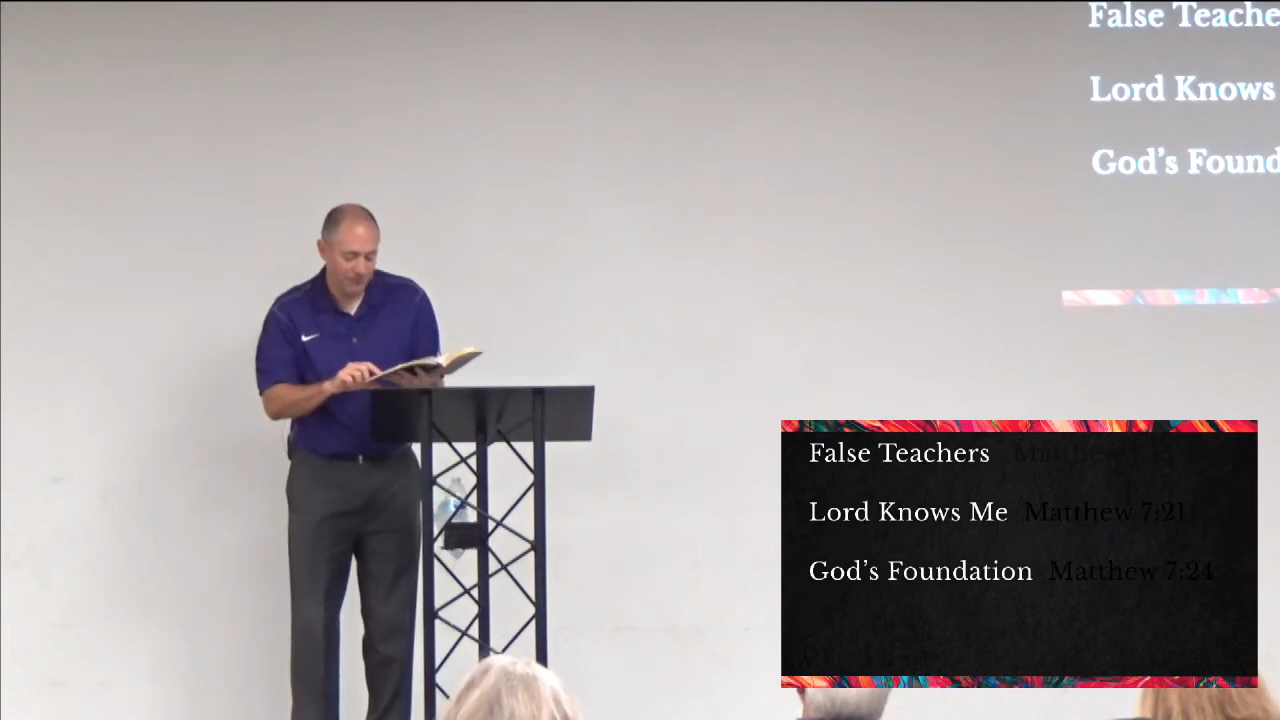 False Teache
Lord Knows
God's Found
False Teachers Matthew
Lord Knows Me Matthew 7:21
God's Foundation Matthew 7:24